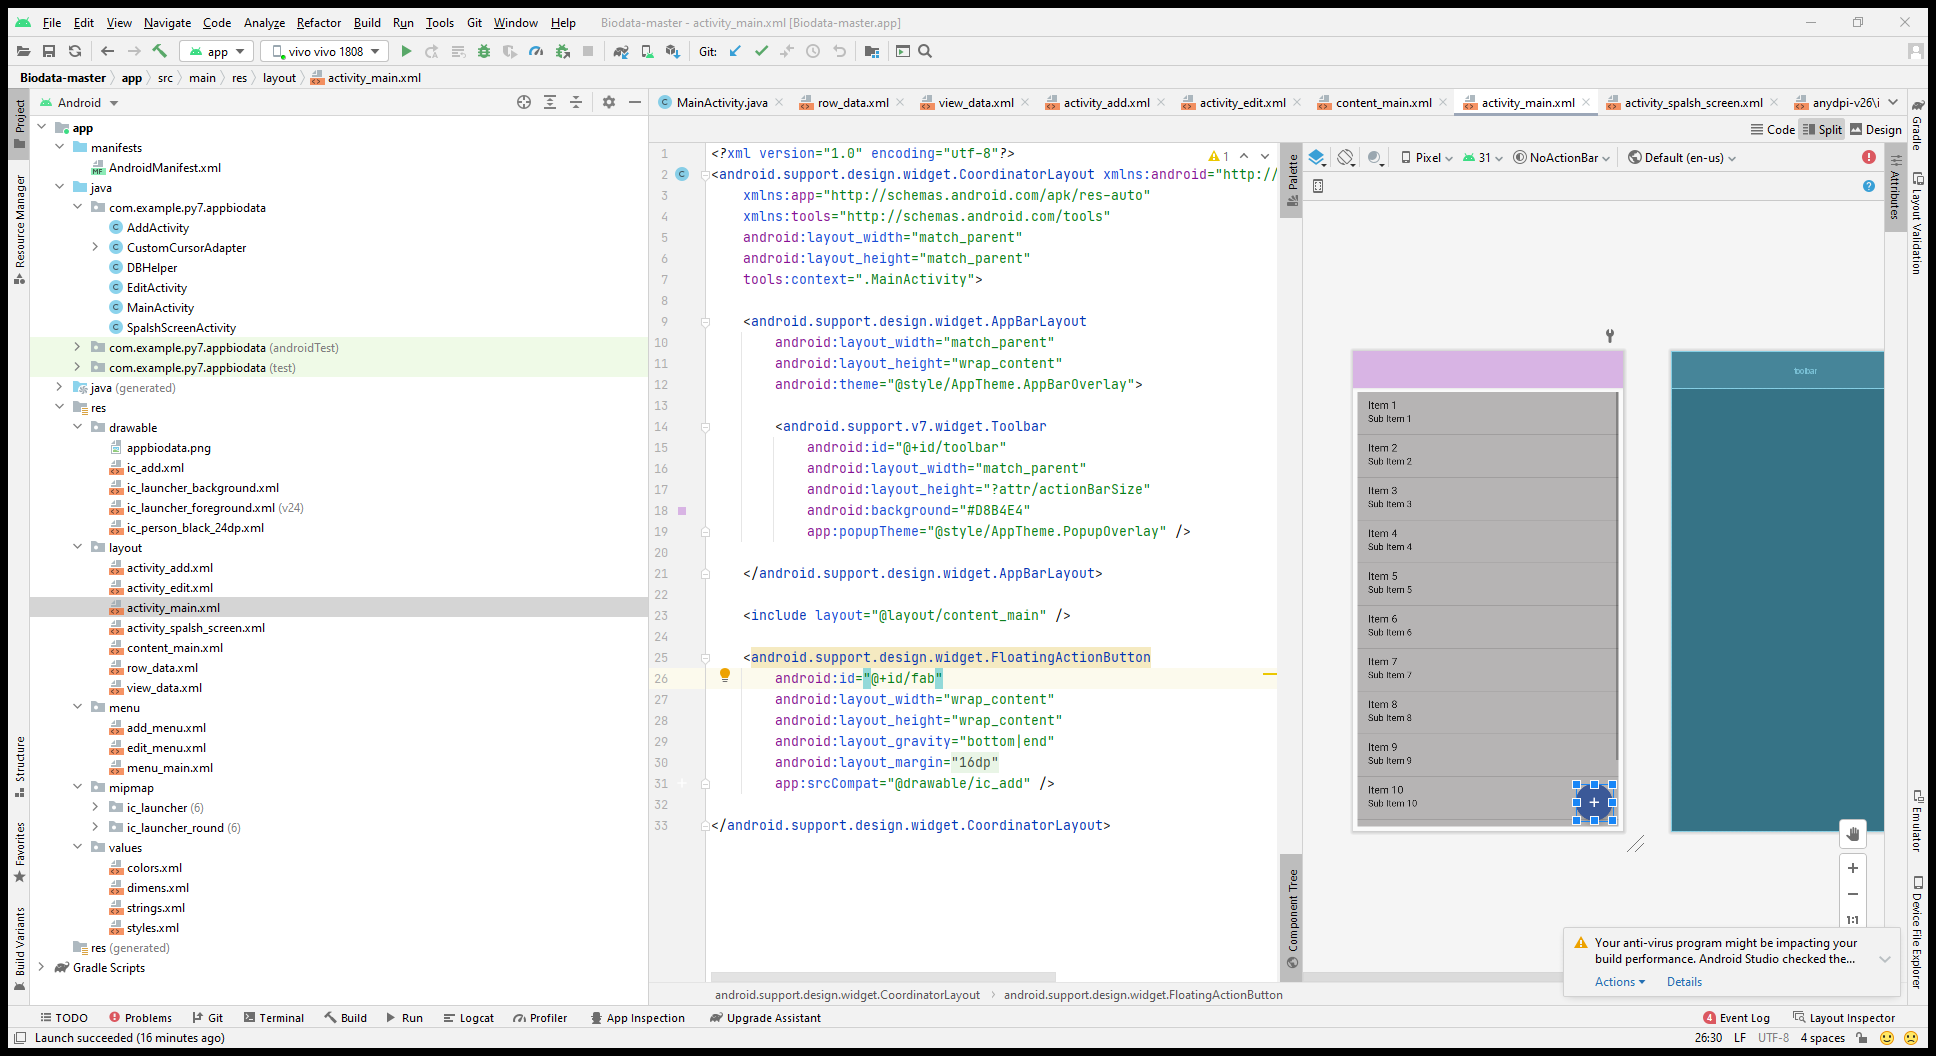 File Edit View Navigate Code Analyze Refactor Build Run Tools Git Window Help Biodata-master - activity_main.xml [Biodata-master.app]
app vivo vivo 1808 Git:
Biodata-master app src main res layout activity_main.xml
Android
MainActivity.java row_data.xml view_data.xml activity_add.xml activity_edit.xml content_main.xml activity_main.xml activity_spalsh_screen.xml anydpi-v26\i
Code Split Design
Project
Resource Manager
Structure
Favorites
Build Variants
app
manifests
AndroidManifest.xml
java
com.example.py7.appbiodata
AddActivity
CustomCursorAdapter
DBHelper
EditActivity
MainActivity
SpalshScreenActivity
com.example.py7.appbiodata (androidTest)
com.example.py7.appbiodata (test)
java (generated)
res
drawable
appbiodata.png
ic_add.xml
ic_launcher_background.xml
ic_launcher_foreground.xml (v24)
ic_person_black_24dp.xml
layout
activity_add.xml
activity_edit.xml
activity_main.xml
activity_spalsh_screen.xml
content_main.xml
row_data.xml
view_data.xml
menu
add_menu.xml
edit_menu.xml
menu_main.xml
mipmap
ic_launcher (6)
ic_launcher_round (6)
values
colors.xml
dimens.xml
strings.xml
styles.xml
res (generated)
Gradle Scripts
1 <?xml version="1.0" encoding="utf-8"?>
2 <android.support.design.widget.CoordinatorLayout xmlns:android="http://
3 xmlns:app="http://schemas.android.com/apk/res-auto"
4 xmlns:tools="http://schemas.android.com/tools"
5 android:layout_width="match_parent"
6 android:layout_height="match_parent"
7 tools:context=".MainActivity">
8
9 <android.support.design.widget.AppBarLayout
10 android:layout_width="match_parent"
11 android:layout_height="wrap_content"
12 android:theme="@style/AppTheme.AppBarOverlay">
13
14 <android.support.v7.widget.Toolbar
15 android:id="@+id/toolbar"
16 android:layout_width="match_parent"
17 android:layout_height="?attr/actionBarSize"
18 android:background="#D8B4E4"
19 app:popupTheme="@style/AppTheme.PopupOverlay" />
20
21 </android.support.design.widget.AppBarLayout>
22
23 <include layout="@layout/content_main" />
24
25 <android.support.design.widget.FloatingActionButton
26 android:id="@+id/fab"
27 android:layout_width="wrap_content"
28 android:layout_height="wrap_content"
29 android:layout_gravity="bottom|end"
30 android:layout_margin="16dp"
31 app:srcCompat="@drawable/ic_add" />
32
33 </android.support.design.widget.CoordinatorLayout>
1
Palette
Component Tree
Pixel 31 NoActionBar Default (en-us)
Item 1
Sub Item 1
Item 2
Sub Item 2
Item 3
Sub Item 3
Item 4
Sub Item 4
Item 5
Sub Item 5
Item 6
Sub Item 6
Item 7
Sub Item 7
Item 8
Sub Item 8
Item 9
Sub Item 9
Item 10
Sub Item 10
toolbar
1:1
Attributes
Gradle
Layout Validation
Emulator
Device File Explorer
Your anti-virus program might be impacting your
build performance. Android Studio checked the...
Actions Details
android.support.design.widget.CoordinatorLayout android.support.design.widget.FloatingActionButton
TODO Problems Git Terminal Build Run Logcat Profiler App Inspection Upgrade Assistant 4 Event Log Layout Inspector
Launch succeeded (16 minutes ago) 26:30 LF UTF-8 4 spaces